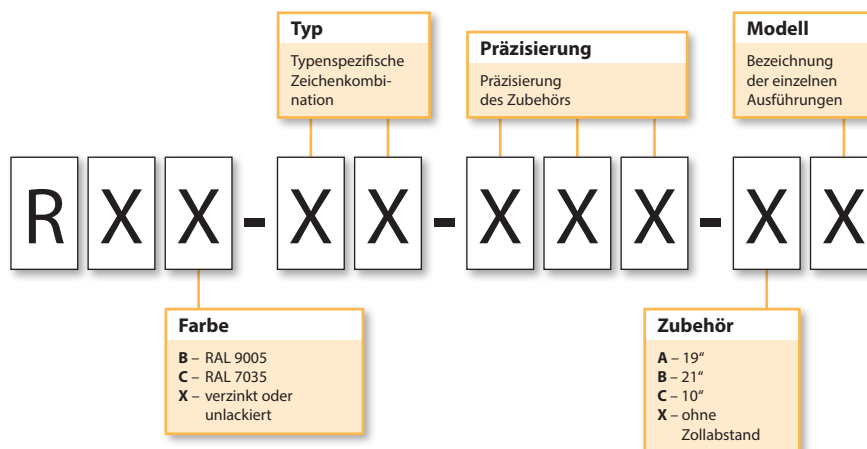 Typ
Typenspezifische
Zeichenkombi-
nation
Präzisierung
Präzisierung
des Zubehörs
Modell
Bezeichnung
der einzelnen
Ausführungen
R X X - X X - X X X - X X
Farbe
B – RAL 9005
C – RAL 7035
X – verzinkt oder
unlackiert
Zubehör
A – 19“
B – 21“
C – 10“
X – ohne
Zollabstand